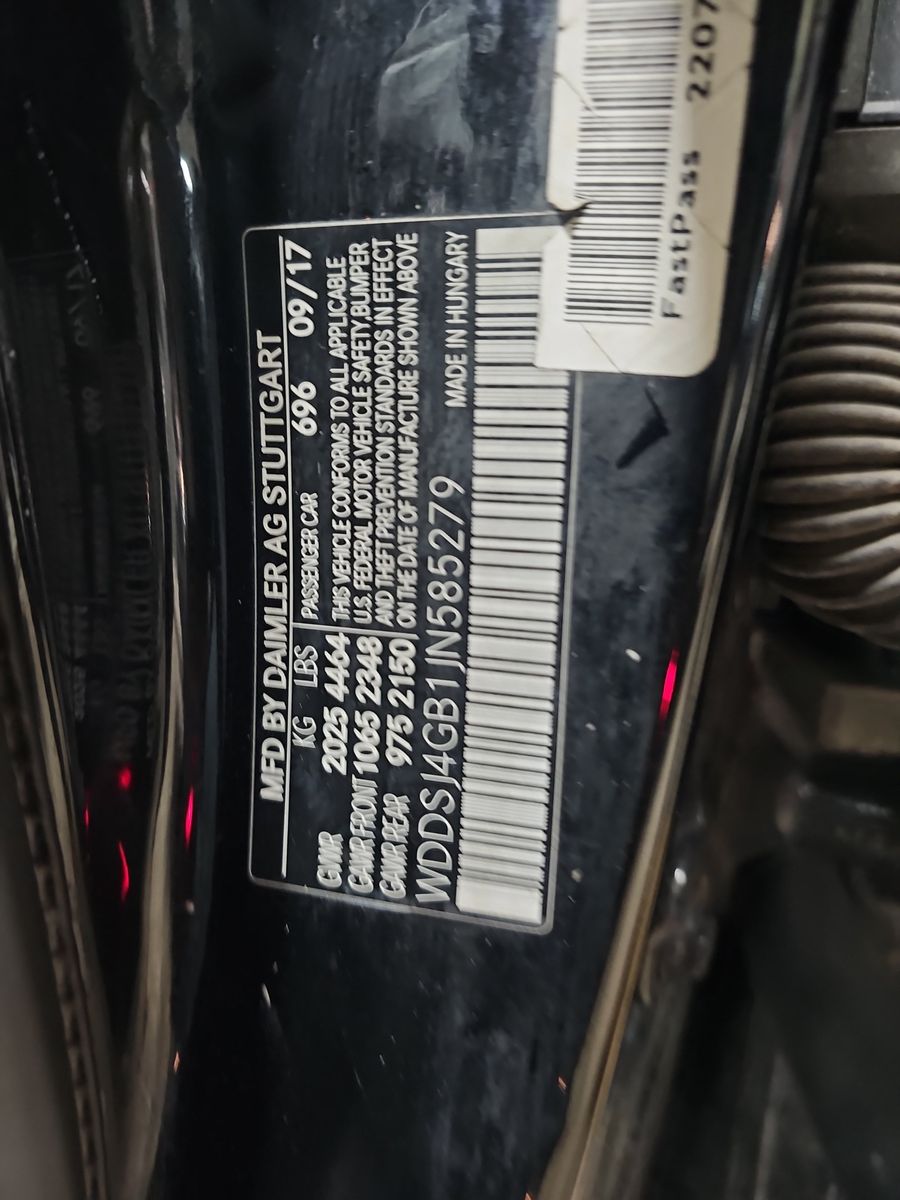 MFD BY DAIMLER AG STUTTGART
KG LBS PASSENGER CAR 696 09/17
GVWR 2025 4464 THIS VEHICLE CONFORMS TO ALL APPLICABLE
GAWR FRONT 1065 2348 U.S. FEDERAL MOTOR VEHICLE SAFETY, BUMPER
GAWR REAR 975 2150 AND THEFT PREVENTION STANDARDS IN EFFECT
ON THE DATE OF MANUFACTURE SHOWN ABOVE
WDDSJ4GB1JN585279 MADE IN HUNGARY
FastPass 2207